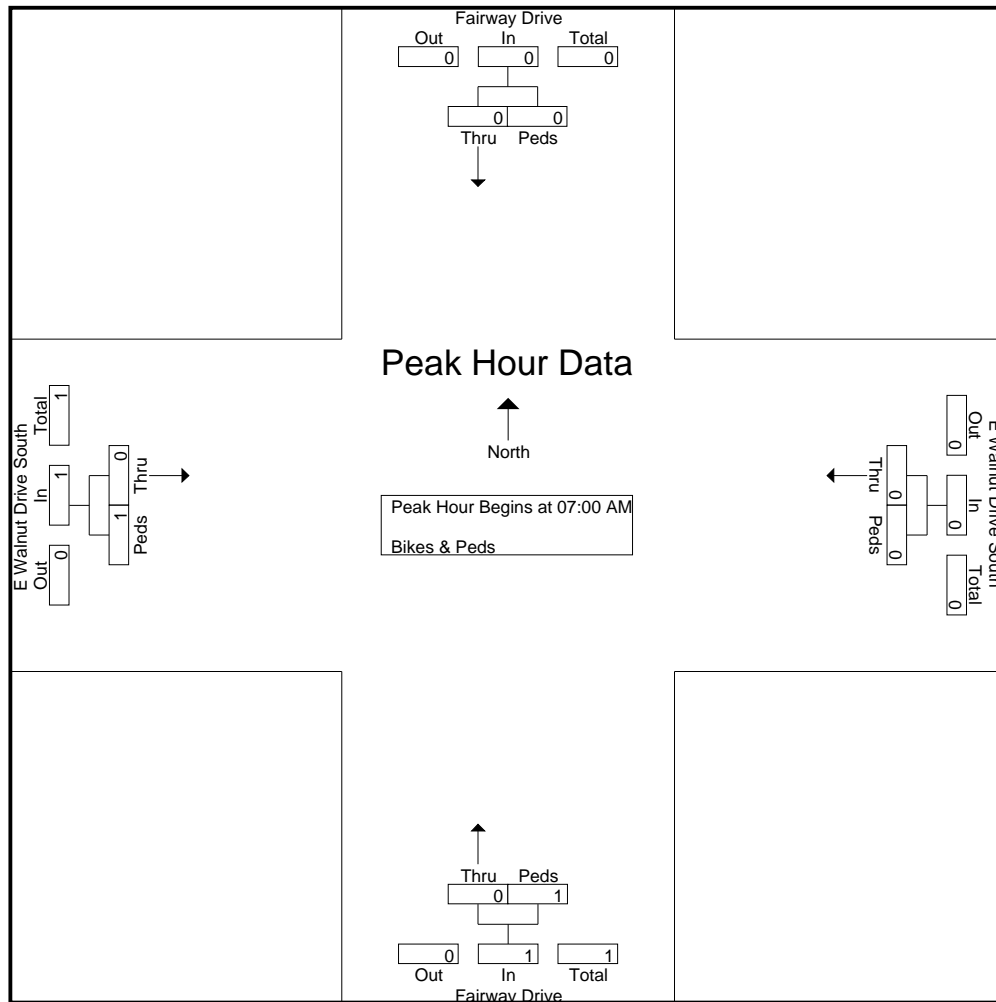 Fairway Drive
Out In Total
0 0 0
0 0
Thru Peds
Peak Hour Data
North
Peak Hour Begins at 07:00 AM
Bikes & Peds
E Walnut Drive South
Out In Total
0 1 1
1 0
Peds Thru
E Walnut Drive South
Out In Total
0 0 0
0 0
Thru Peds
Thru Peds
0 1
0 1 1
Out In Total
Fairway Drive